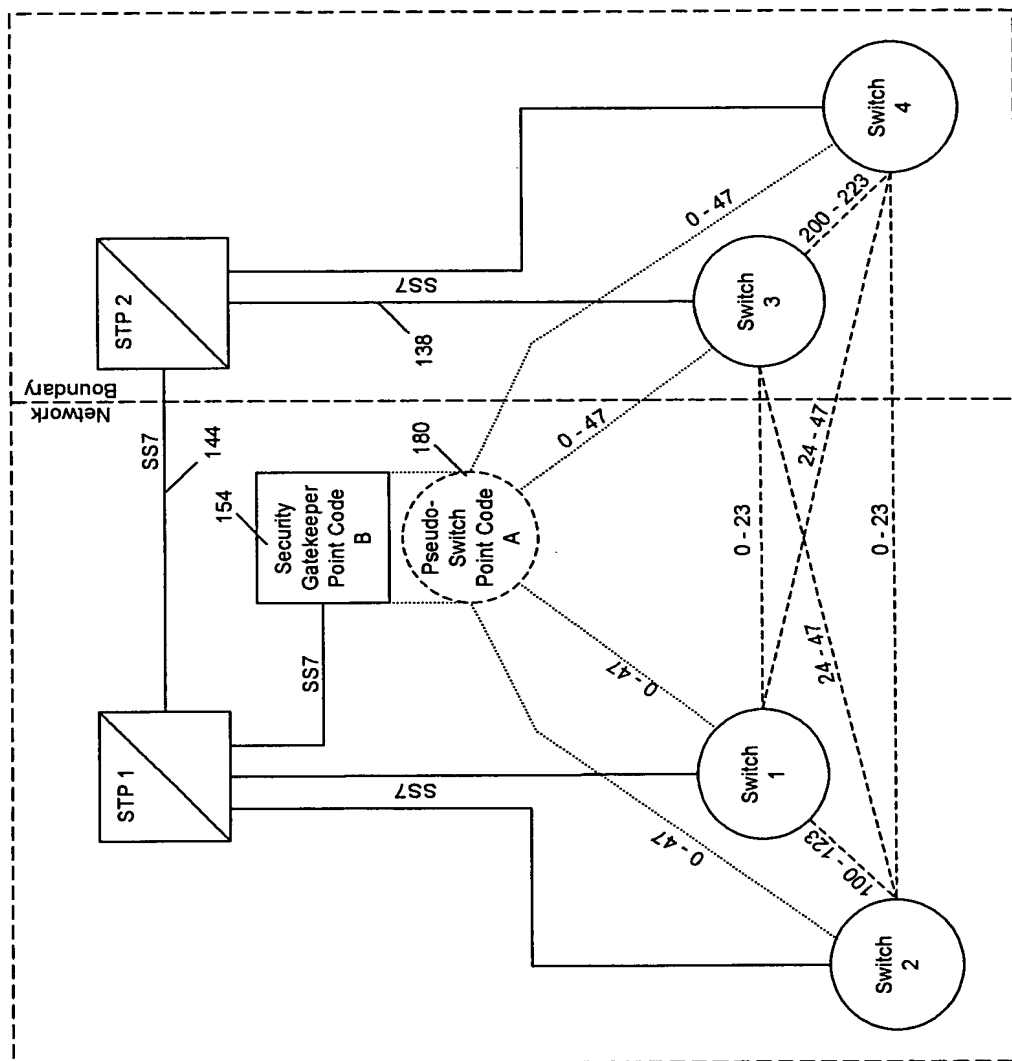 Network
Boundary
STP 1
STP 2
SS7
144
154
Security
Gatekeeper
Point Code
B
SS7
180
Pseudo-
Switch
Point Code
A
SS7
SS7
138
0 - 47
0 - 47
0 - 47
0 - 47
Switch
1
Switch
2
Switch
3
Switch
4
100 - 123
200 - 223
0 - 23
24 - 47
24 - 47
0 - 23